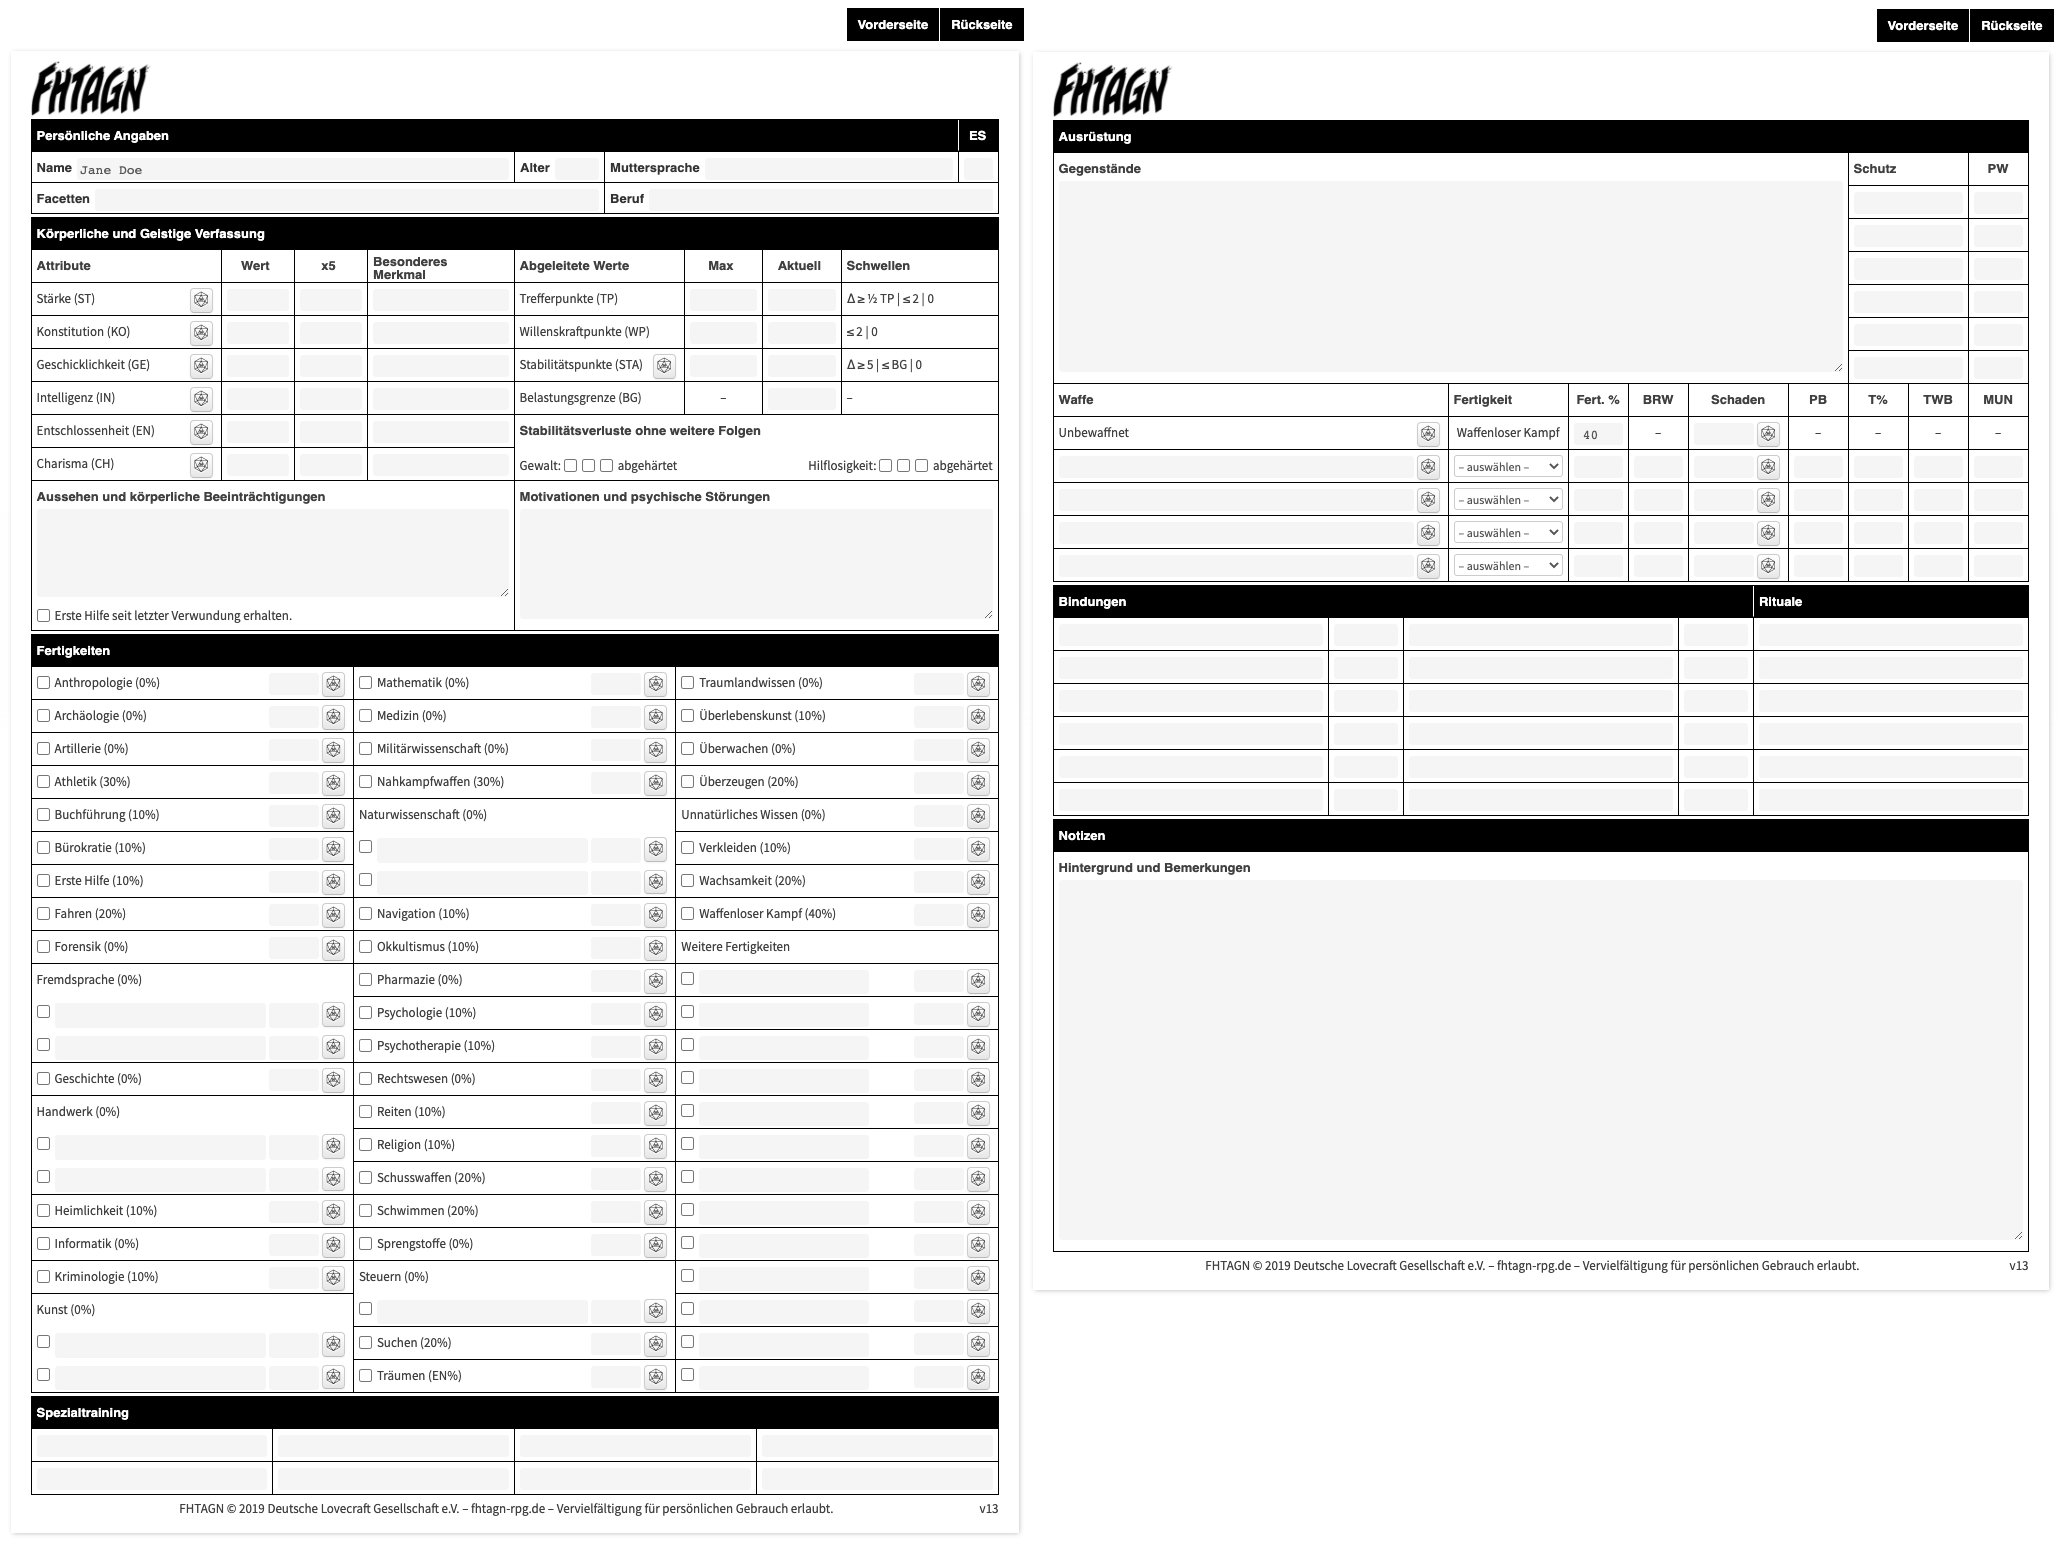 Vorderseite Rückseite
FHTAGN
Persönliche Angaben ES
Name Jane Doe Alter Muttersprache
Facetten Beruf
Körperliche und Geistige Verfassung
Attribute Wert x5 Besonderes Merkmal Abgeleitete Werte Max Aktuell Schwellen
Stärke (ST) Trefferpunkte (TP) Δ ≥ ½ TP | ≤ 2 | 0
Konstitution (KO) Willenskraftpunkte (WP) ≤ 2 | 0
Geschicklichkeit (GE) Stabilitätspunkte (STA) Δ ≥ 5 | ≤ BG | 0
Intelligenz (IN) Belastungsgrenze (BG) – –
Entschlossenheit (EN) Stabilitätsverluste ohne weitere Folgen
Charisma (CH) Gewalt: abgehärtet Hilflosigkeit: abgehärtet
Aussehen und körperliche Beeinträchtigungen Motivationen und psychische Störungen
Erste Hilfe seit letzter Verwundung erhalten.
Fertigkeiten
Anthropologie (0%) Mathematik (0%) Traumlandwissen (0%)
Archäologie (0%) Medizin (0%) Überlebenskunst (10%)
Artillerie (0%) Militärwissenschaft (0%) Überwachen (0%)
Athletik (30%) Nahkampfwaffen (30%) Überzeugen (20%)
Buchführung (10%) Naturwissenschaft (0%) Unnatürliches Wissen (0%)
Bürokratie (10%) Verkleiden (10%)
Erste Hilfe (10%) Wachsamkeit (20%)
Fahren (20%) Navigation (10%) Waffenloser Kampf (40%)
Forensik (0%) Okkultismus (10%) Weitere Fertigkeiten
Fremdsprache (0%) Pharmazie (0%)
Psychologie (10%)
Psychotherapie (10%)
Geschichte (0%) Rechtswesen (0%)
Handwerk (0%) Reiten (10%)
Religion (10%)
Schusswaffen (20%)
Heimlichkeit (10%) Schwimmen (20%)
Informatik (0%) Sprengstoffe (0%)
Kriminologie (10%) Steuern (0%)
Kunst (0%)
Suchen (20%)
Träumen (EN%)
Spezialtraining
FHTAGN © 2019 Deutsche Lovecraft Gesellschaft e.V. – fhtagn-rpg.de – Vervielfältigung für persönlichen Gebrauch erlaubt. v13
Vorderseite Rückseite
FHTAGN
Ausrüstung
Gegenstände Schutz PW
Waffe Fertigkeit Fert. % BRW Schaden PB T% TWB MUN
Unbewaffnet Waffenloser Kampf 40 – – – – –
– auswählen –
– auswählen –
– auswählen –
– auswählen –
Bindungen Rituale
Notizen
Hintergrund und Bemerkungen
FHTAGN © 2019 Deutsche Lovecraft Gesellschaft e.V. – fhtagn-rpg.de – Vervielfältigung für persönlichen Gebrauch erlaubt. v13